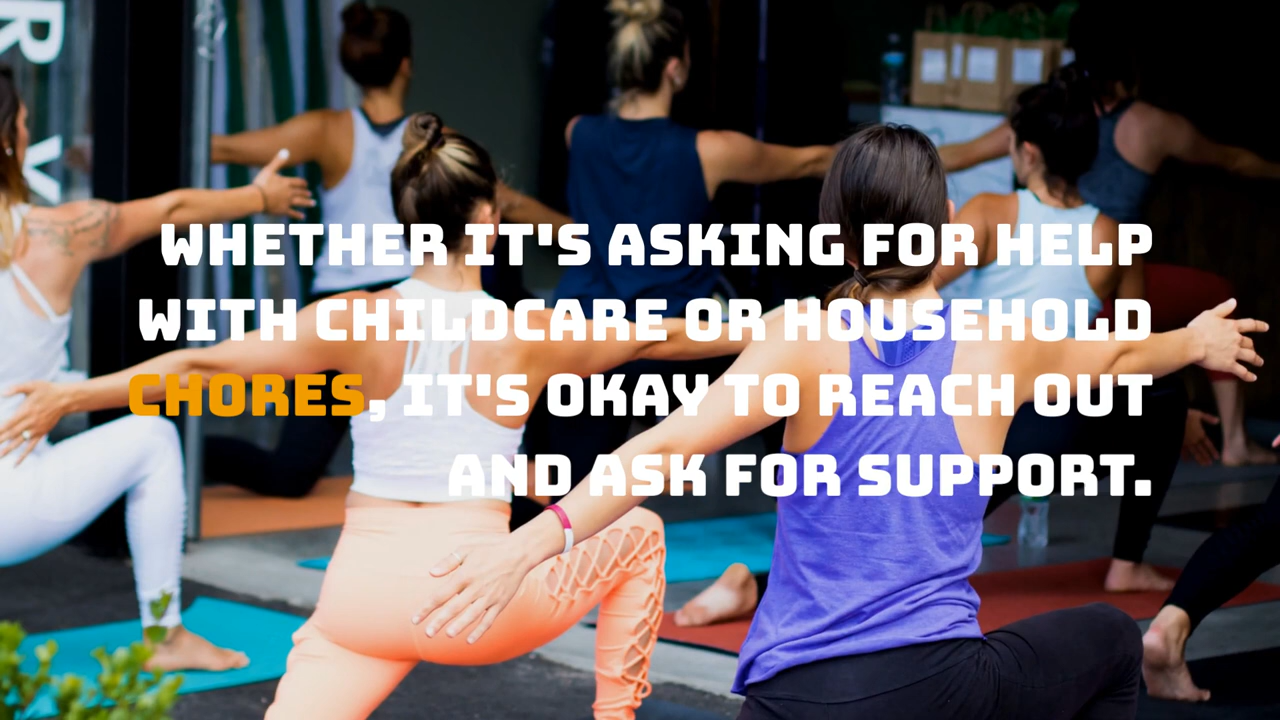 RY
WHETHER IT'S ASKING FOR HELP
WITH CHILDCARE OR HOUSEHOLD
CHORES, IT'S OKAY TO REACH OUT
AND ASK FOR SUPPORT.